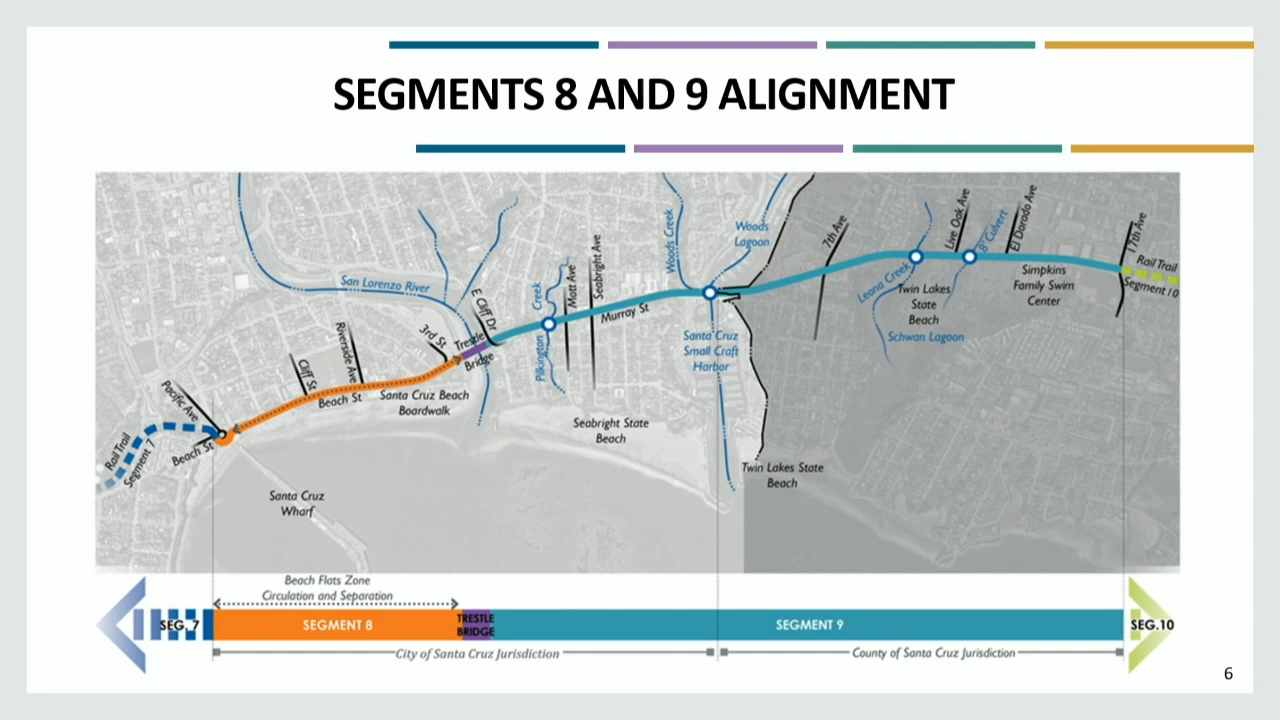 SEGMENTS 8 AND 9 ALIGNMENT
Woods Creek
Woods
Lagoon
7th Ave
Live Oak Ave
8' Culvert
El Dorado Ave
17th Ave
Rail Trail
Segment 10
San Lorenzo River
E Cliff Dr
Pilkington Creek
Mott Ave
Seabright Ave
Murray St
Leona Creek
Twin Lakes
State
Beach
Simpkins
Family Swim
Center
Schwan Lagoon
Santa Cruz
Small Craft
Harbor
3rd St
Trestle
Bridge
Riverside Ave
Cliff St
Beach St
Santa Cruz Beach
Boardwalk
Pacific Ave
Seabright State
Beach
Rail Trail
Segment 7
Beach St
Twin Lakes State
Beach
Santa Cruz
Wharf
Beach Flats Zone
Circulation and Separation
SEG. 7
SEGMENT 8
TRESTLE
BRIDGE
SEGMENT 9
SEG.10
City of Santa Cruz Jurisdiction
County of Santa Cruz Jurisdiction
6